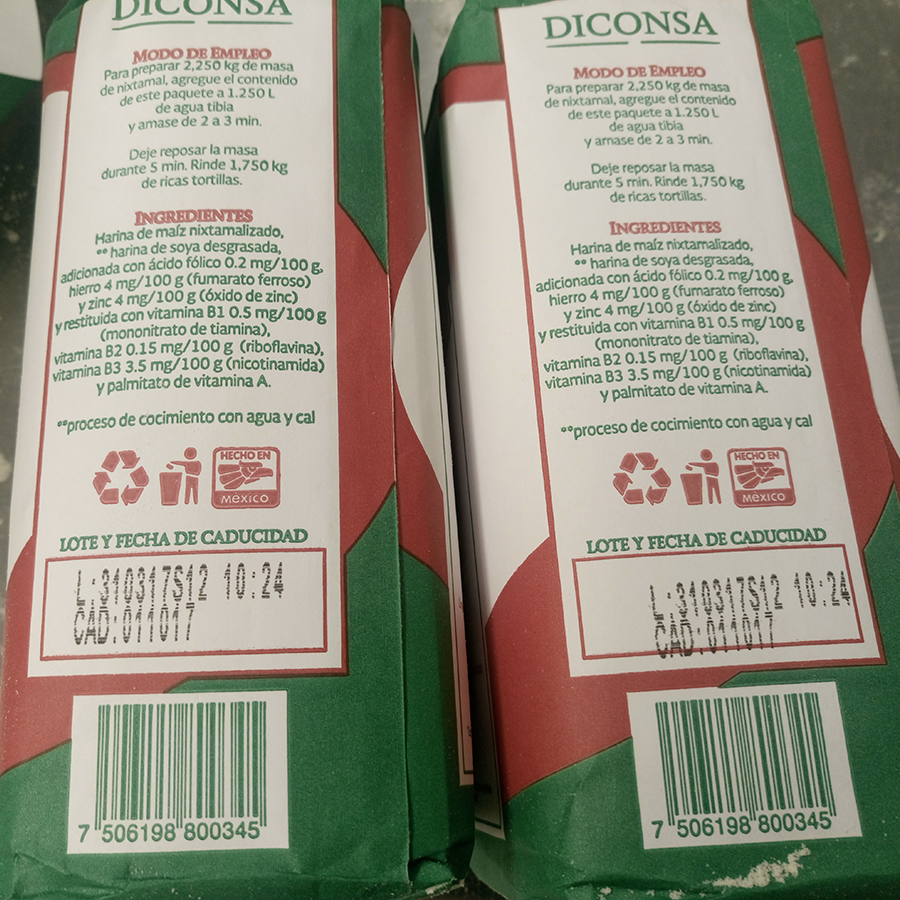 DICONSA
MODO DE EMPLEO
Para preparar 2,250 kg de masa
de nixtamal, agregue el contenido
de este paquete a 1.250 L
de agua tibia
y amase de 2 a 3 min.
Deje reposar la masa
durante 5 min. Rinde 1,750 kg
de ricas tortillas.
INGREDIENTES
Harina de maíz nixtamalizado,
** harina de soya desgrasada,
adicionada con ácido fólico 0.2 mg/100 g,
hierro 4 mg/100 g (fumarato ferroso)
y zinc 4 mg/100 g (óxido de zinc)
y restituida con vitamina B1 0.5 mg/100 g
(mononitrato de tiamina),
vitamina B2 0.15 mg/100 g (riboflavina),
vitamina B3 3.5 mg/100 g (nicotinamida)
y palmitato de vitamina A.
**proceso de cocimiento con agua y cal
HECHO EN
MéXICO
LOTE Y FECHA DE CADUCIDAD
L:310317S12 10:24
CAD:011017
7 506198 800345
DICONSA
MODO DE EMPLEO
Para preparar 2,250 kg de masa
de nixtamal, agregue el contenido
de este paquete a 1.250 L
de agua tibia
y amase de 2 a 3 min.
Deje reposar la masa
durante 5 min. Rinde 1,750 kg
de ricas tortillas.
INGREDIENTES
Harina de maíz nixtamalizado,
** harina de soya desgrasada,
adicionada con ácido fólico 0.2 mg/100 g,
hierro 4 mg/100 g (fumarato ferroso)
y zinc 4 mg/100 g (óxido de zinc)
y restituida con vitamina B1 0.5 mg/100 g
(mononitrato de tiamina),
vitamina B2 0.15 mg/100 g (riboflavina),
vitamina B3 3.5 mg/100 g (nicotinamida)
y palmitato de vitamina A.
**proceso de cocimiento con agua y cal
HECHO EN
MéXICO
LOTE Y FECHA DE CADUCIDAD
L:310317S12 10:24
CAD:011017
7 506198 800345